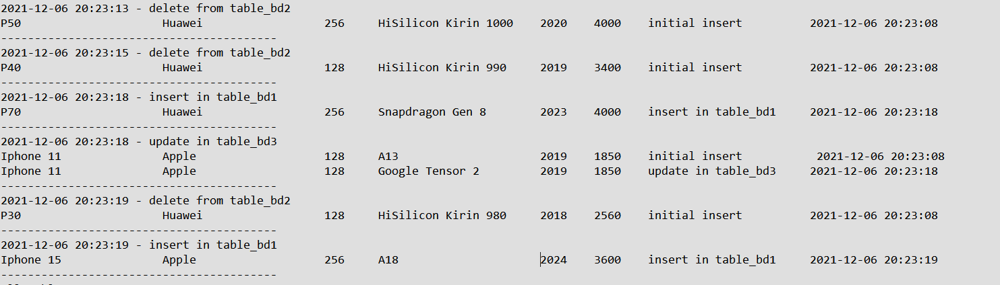 2021-12-06 20:23:13 - delete from table_bd2
P50 Huawei 256 HiSilicon Kirin 1000 2020 4000 initial insert 2021-12-06 20:23:08
-----------------------------------------
2021-12-06 20:23:15 - delete from table_bd2
P40 Huawei 128 HiSilicon Kirin 990 2019 3400 initial insert 2021-12-06 20:23:08
-----------------------------------------
2021-12-06 20:23:18 - insert in table_bd1
P70 Huawei 256 Snapdragon Gen 8 2023 4000 insert in table_bd1 2021-12-06 20:23:18
-----------------------------------------
2021-12-06 20:23:18 - update in table_bd3
Iphone 11 Apple 128 A13 2019 1850 initial insert 2021-12-06 20:23:08
Iphone 11 Apple 128 Google Tensor 2 2019 1850 update in table_bd3 2021-12-06 20:23:18
-----------------------------------------
2021-12-06 20:23:19 - delete from table_bd2
P30 Huawei 128 HiSilicon Kirin 980 2018 2560 initial insert 2021-12-06 20:23:08
-----------------------------------------
2021-12-06 20:23:19 - insert in table_bd1
Iphone 15 Apple 256 A18 2024 3600 insert in table_bd1 2021-12-06 20:23:19
-----------------------------------------